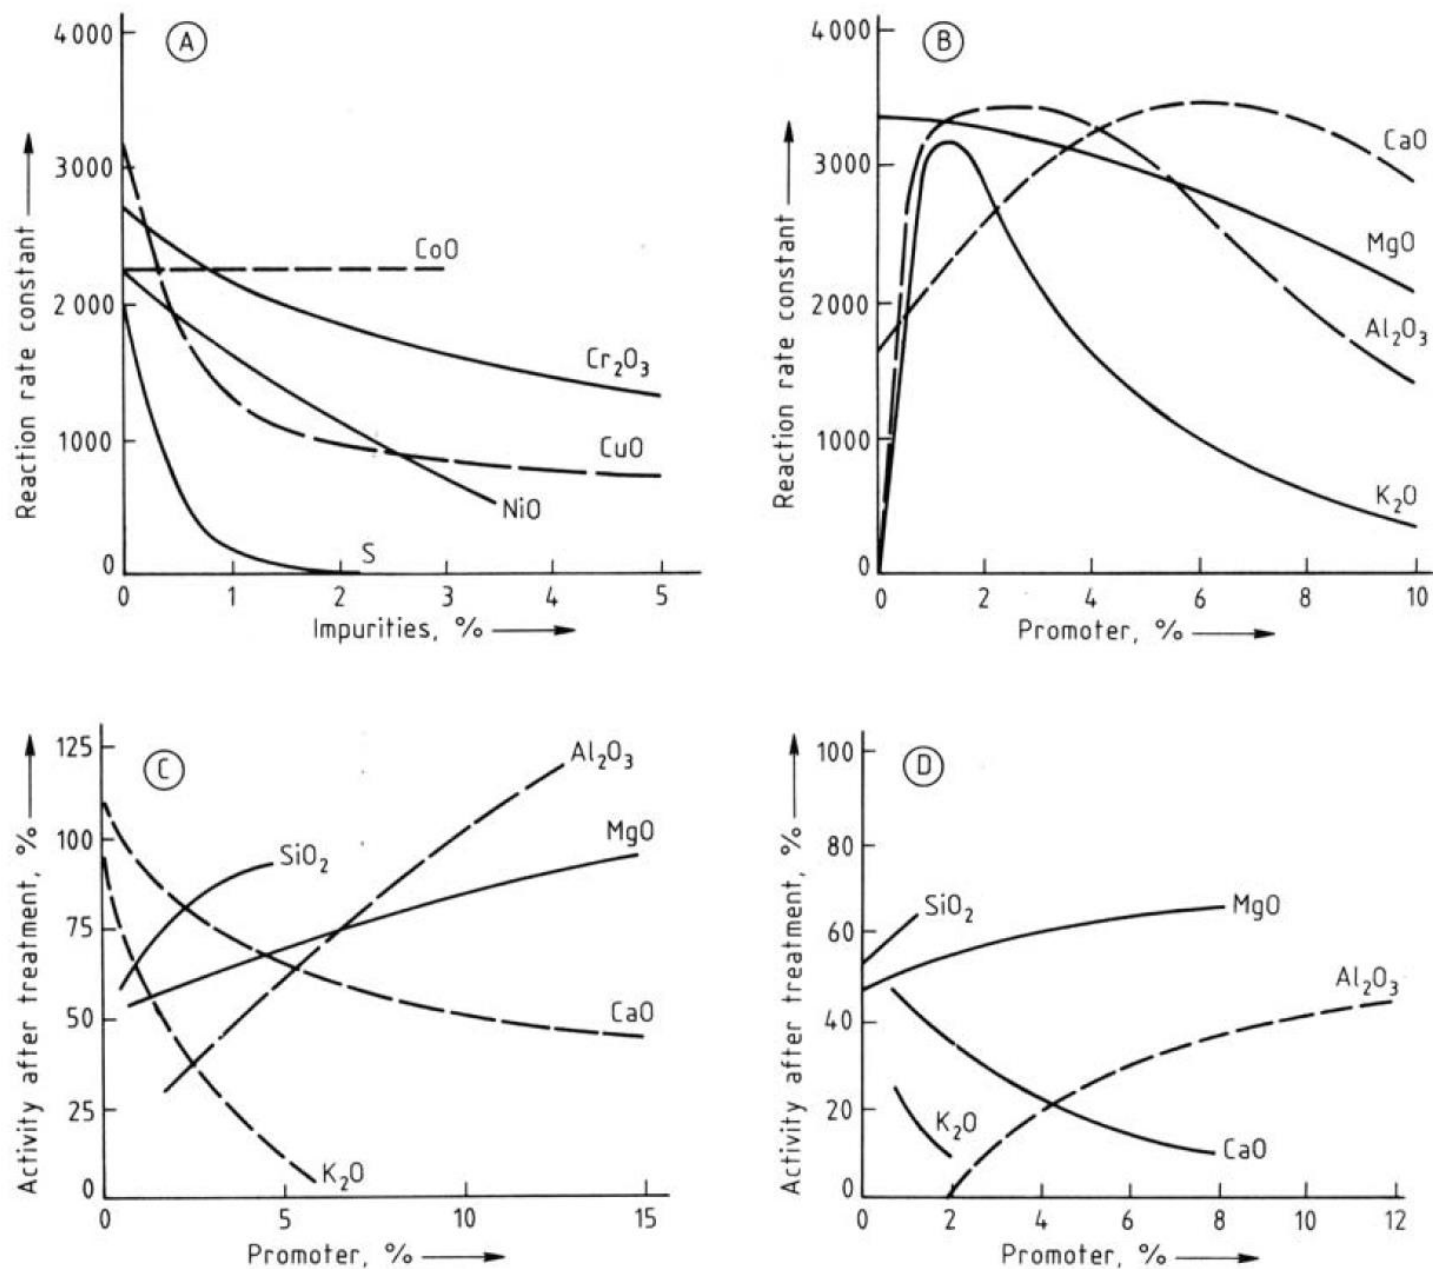 A
4000
3000
2000
1000
0
Reaction rate constant
CoO
Cr₂O₃
CuO
NiO
S
0 1 2 3 4 5
Impurities, %
B
4000
3000
2000
1000
0
Reaction rate constant
CaO
MgO
Al₂O₃
K₂O
0 2 4 6 8 10
Promoter, %
C
125
100
75
50
25
0
Activity after treatment, %
Al₂O₃
MgO
SiO₂
CaO
K₂O
0 5 10 15
Promoter, %
D
100
80
60
40
20
0
Activity after treatment, %
SiO₂
MgO
Al₂O₃
K₂O
CaO
0 2 4 6 8 10 12
Promoter, %